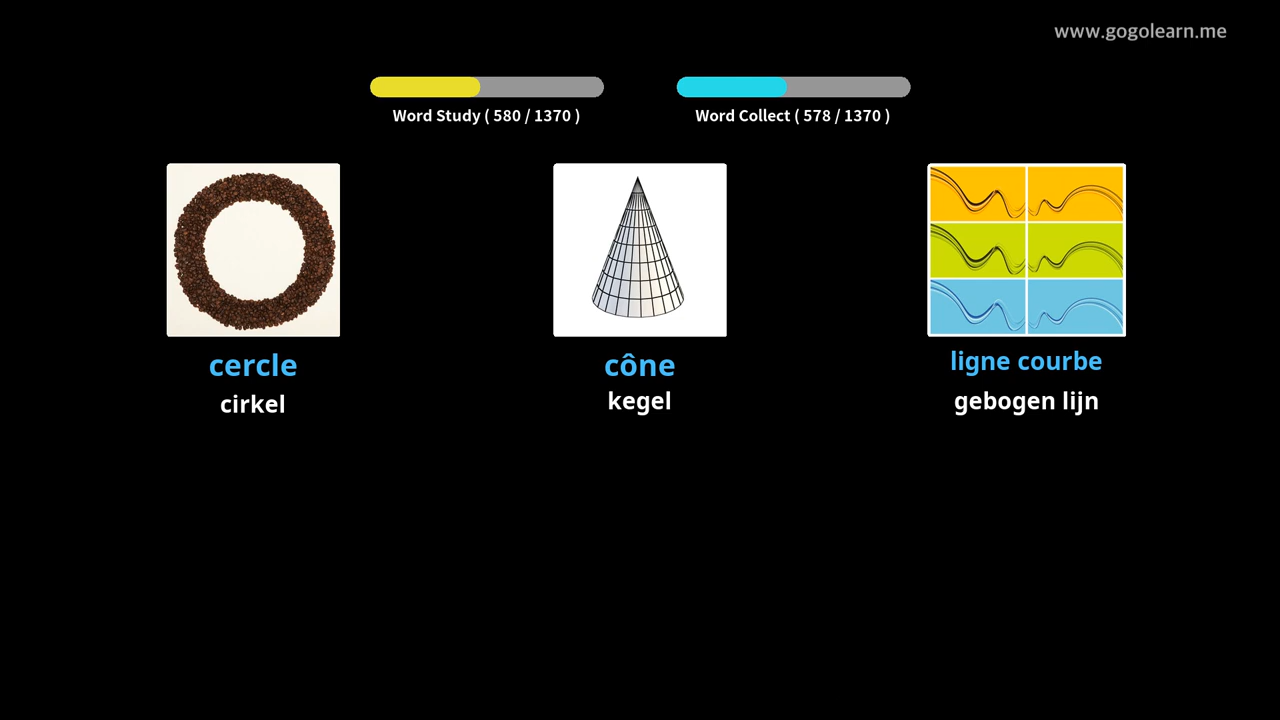 www.gogolearn.me
Word Study ( 580 / 1370 )
Word Collect ( 578 / 1370 )
cercle
cirkel
cône
kegel
ligne courbe
gebogen lijn